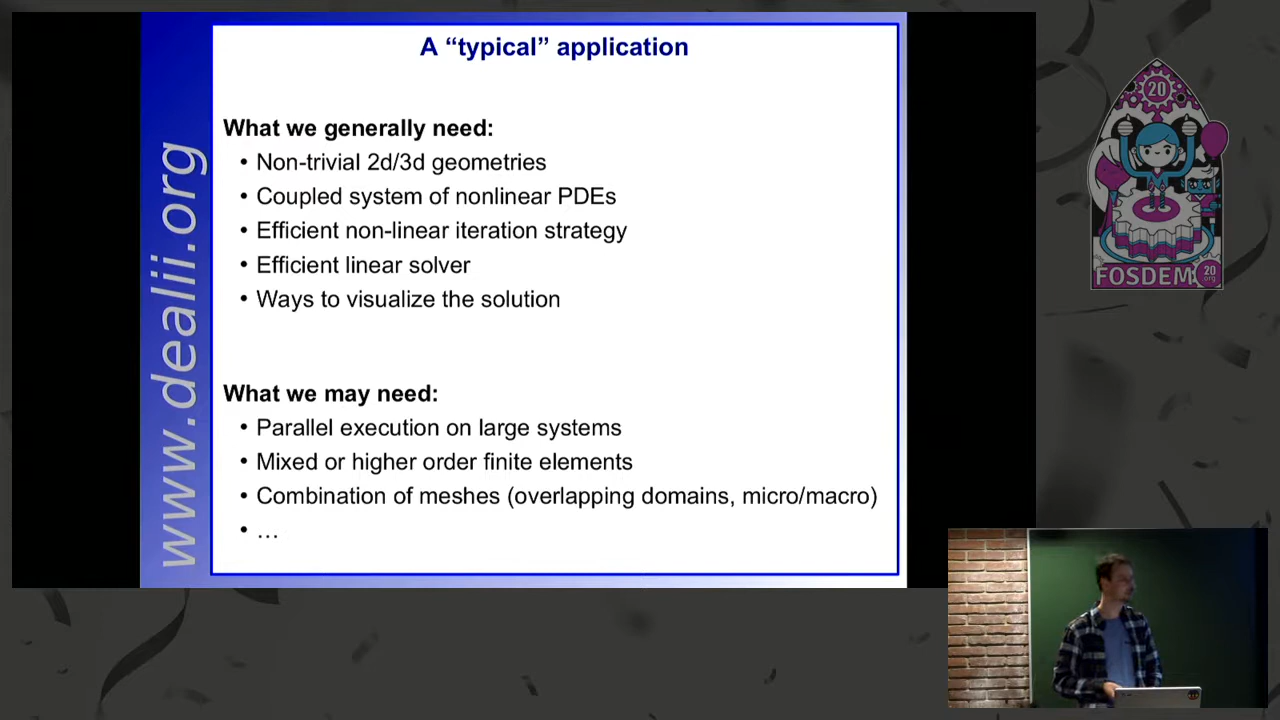 A “typical” application
What we generally need:
• Non-trivial 2d/3d geometries
• Coupled system of nonlinear PDEs
• Efficient non-linear iteration strategy
• Efficient linear solver
• Ways to visualize the solution
What we may need:
• Parallel execution on large systems
• Mixed or higher order finite elements
• Combination of meshes (overlapping domains, micro/macro)
• …
www.dealii.org
20
FOSDEM
20
org